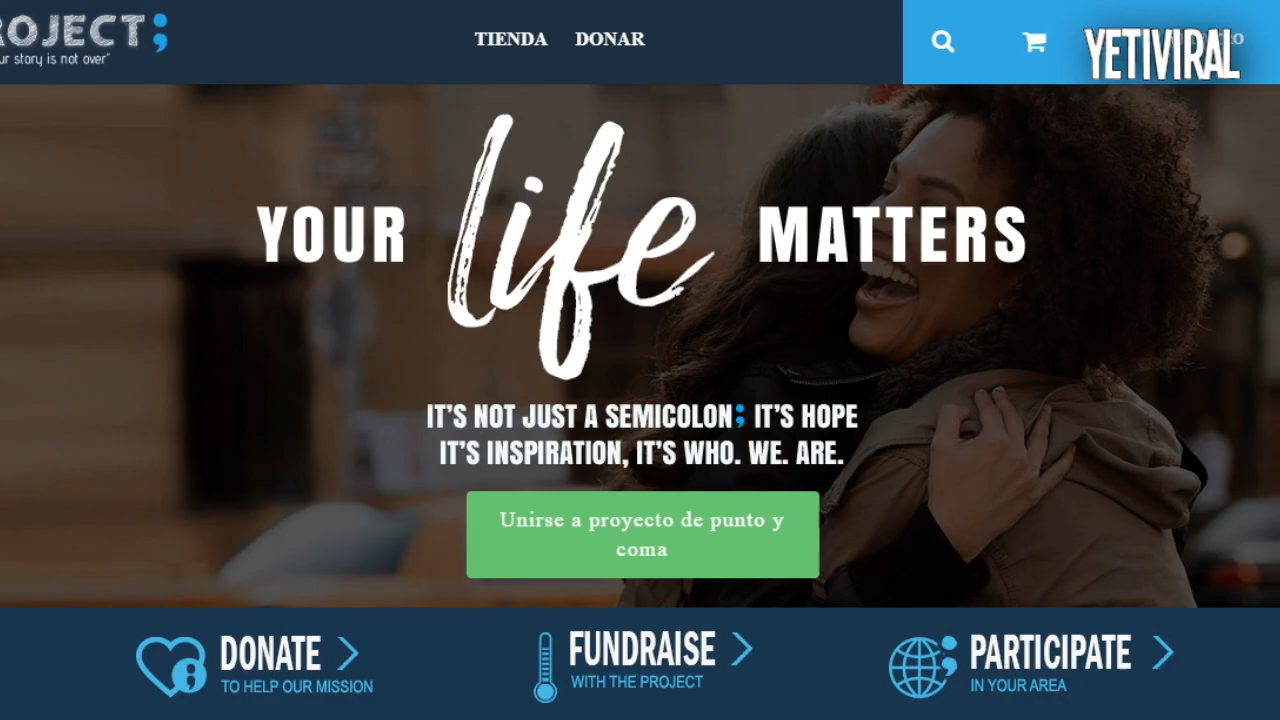 ROJECT;
ur story is not over"
TIENDA DONAR
YETIVIRAL
YOUR life MATTERS
IT'S NOT JUST A SEMICOLON; IT'S HOPE
IT'S INSPIRATION, IT'S WHO. WE. ARE.
Unirse a proyecto de punto y
coma
DONATE
TO HELP OUR MISSION
FUNDRAISE
WITH THE PROJECT
PARTICIPATE
IN YOUR AREA